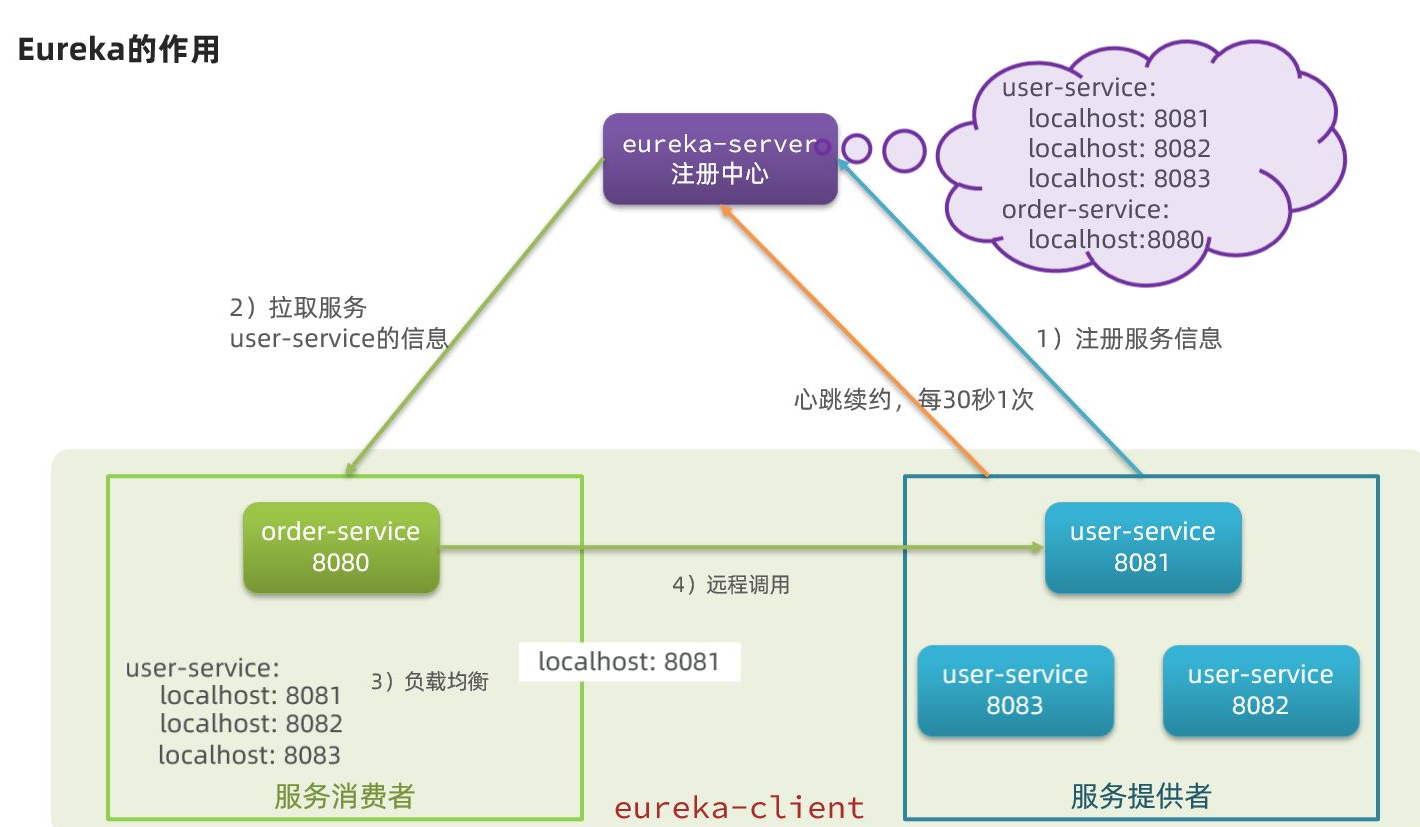 Eureka的作用
user-service:
localhost: 8081
localhost: 8082
localhost: 8083
order-service:
localhost:8080
eureka-server
注册中心
2）拉取服务
user-service的信息
1）注册服务信息
心跳续约，每30秒1次
order-service
8080
user-service
8081
4）远程调用
user-service:
localhost: 8081
localhost: 8082
localhost: 8083
3）负载均衡
localhost: 8081
user-service
8083
user-service
8082
服务消费者
eureka-client
服务提供者